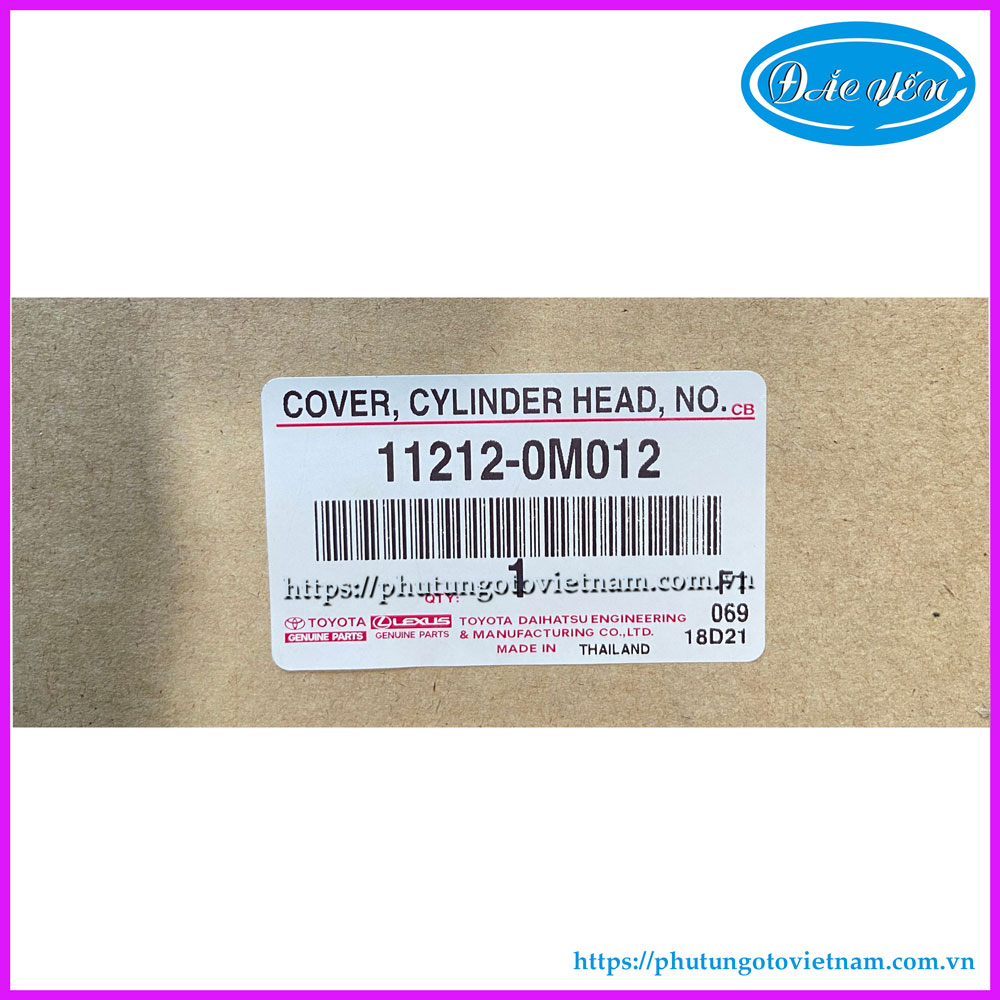 ĐẮC YẾN
COVER, CYLINDER HEAD, NO. CB
11212-0M012
https://phutungotovietnam.com.vn
QTY: 1 F1
TOYOTA LEXUS TOYOTA DAIHATSU ENGINEERING 069
GENUINE PARTS GENUINE PARTS & MANUFACTURING CO.,LTD. 18D21
MADE IN THAILAND
https://phutungotovietnam.com.vn